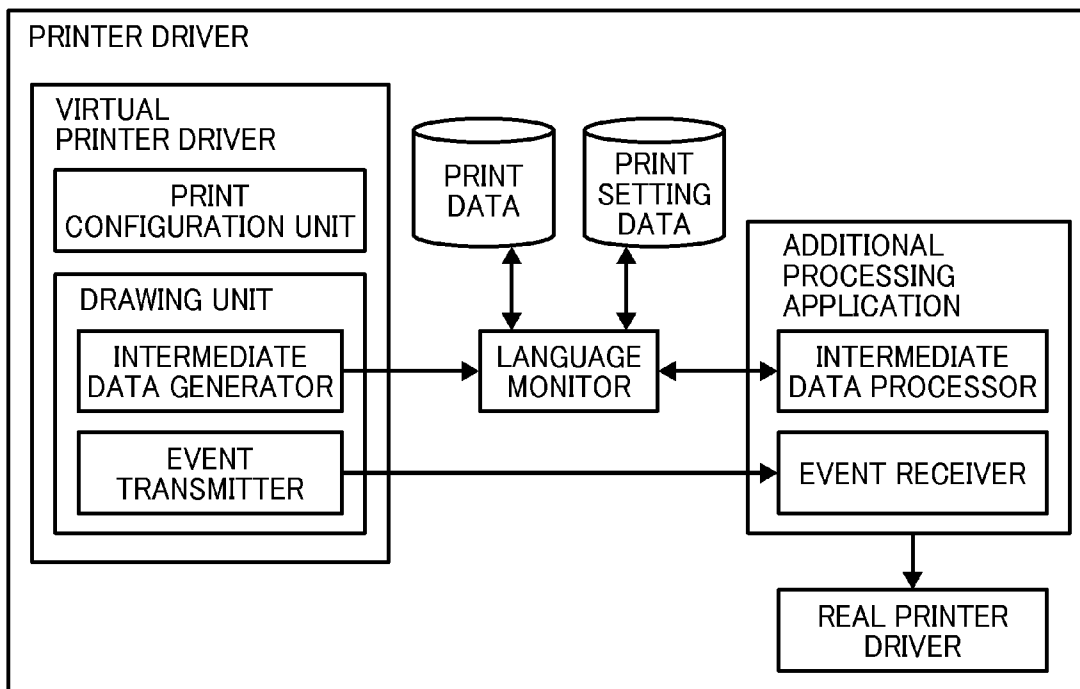 PRINTER DRIVER
VIRTUAL
PRINTER DRIVER
PRINT
CONFIGURATION UNIT
DRAWING UNIT
INTERMEDIATE
DATA GENERATOR
EVENT
TRANSMITTER
PRINT
DATA
PRINT
SETTING
DATA
LANGUAGE
MONITOR
ADDITIONAL
PROCESSING
APPLICATION
INTERMEDIATE
DATA PROCESSOR
EVENT RECEIVER
REAL PRINTER
DRIVER